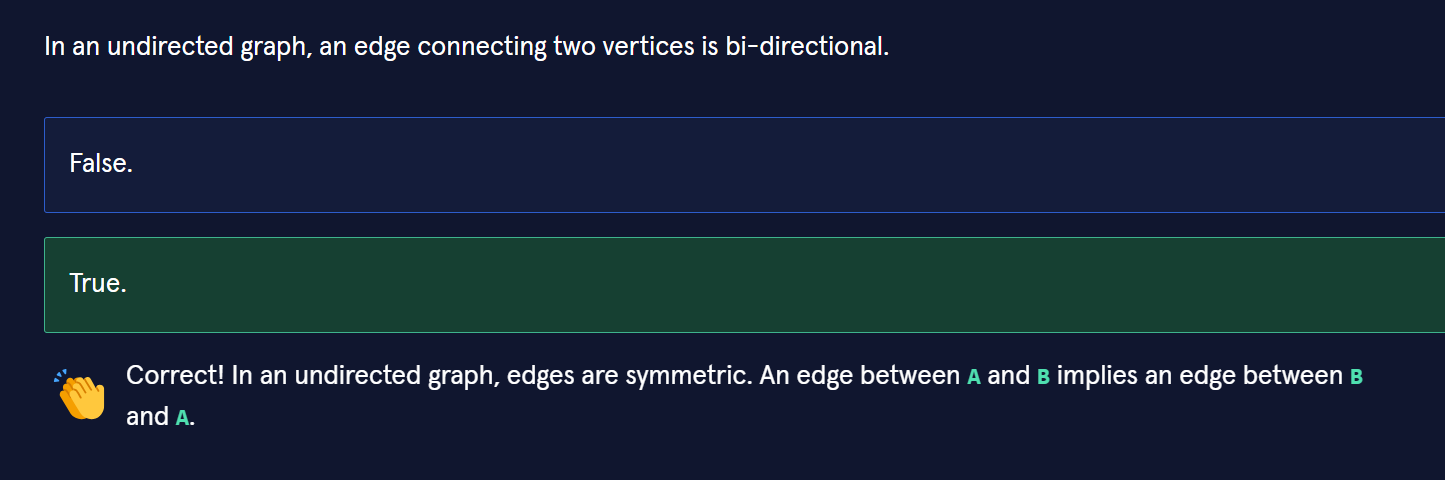 In an undirected graph, an edge connecting two vertices is bi-directional.
False.
True.
Correct! In an undirected graph, edges are symmetric. An edge between A and B implies an edge between B
and A.